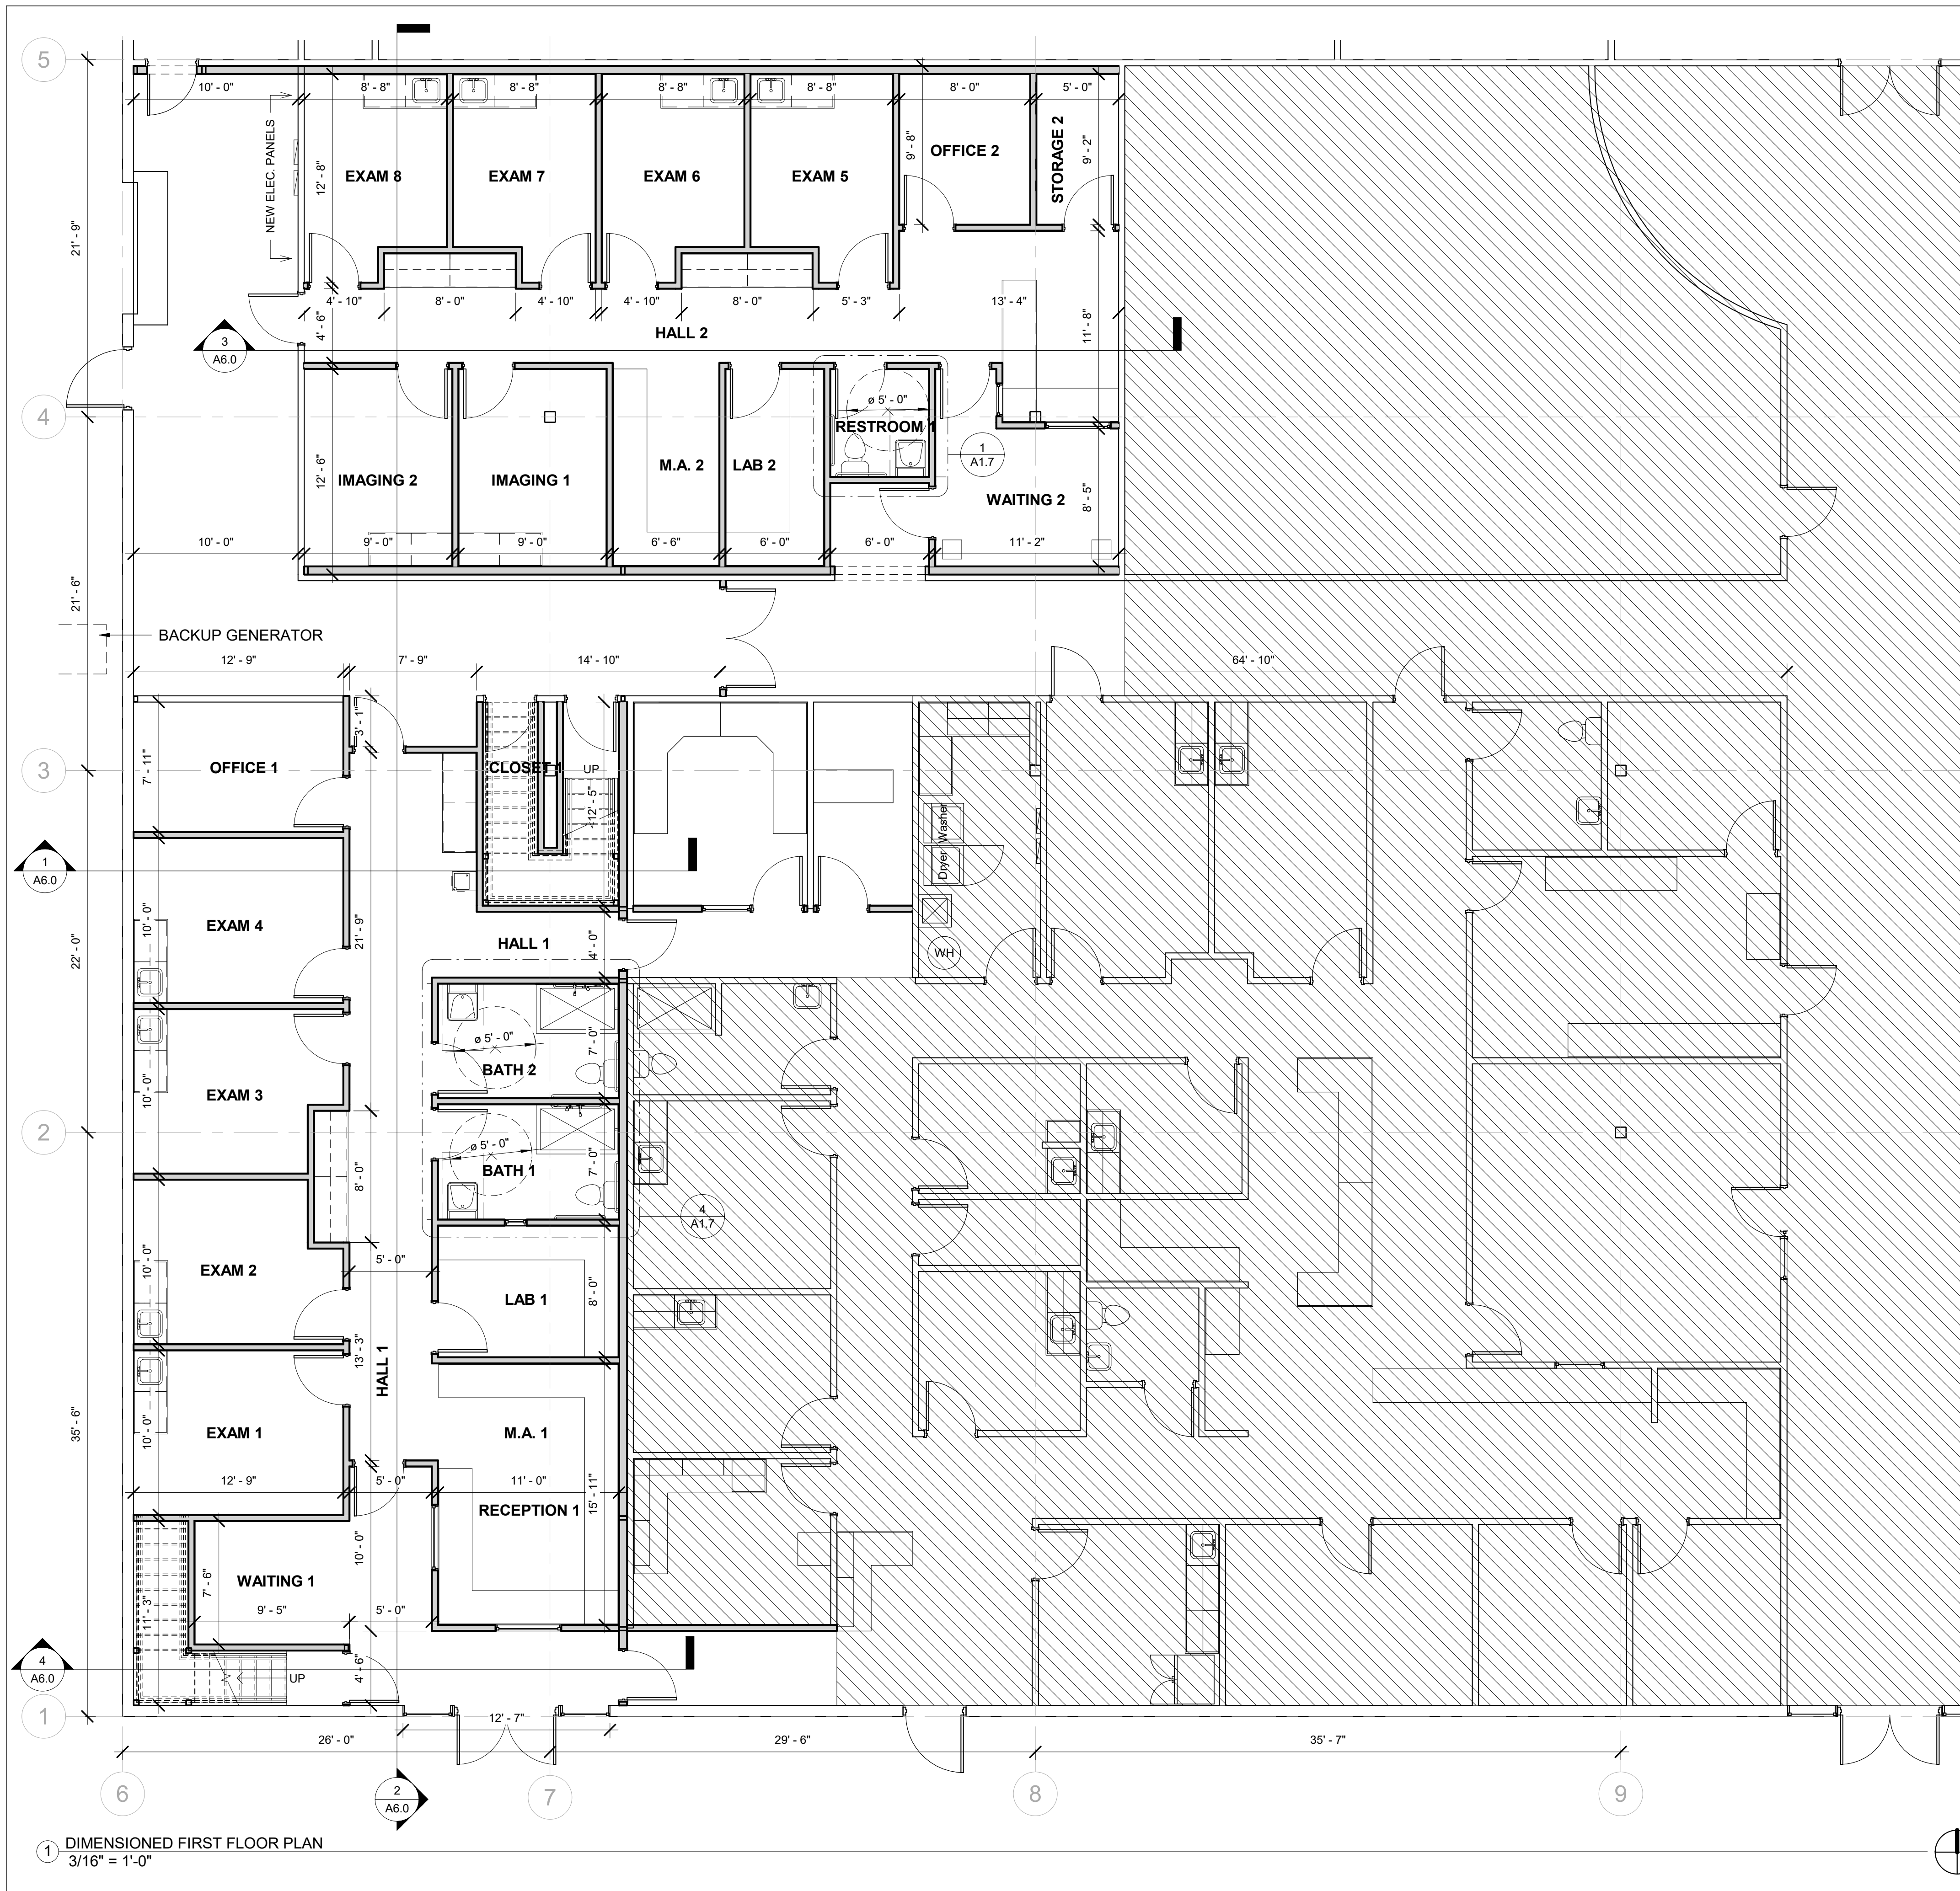 5
10' - 0"
8' - 8"
8' - 8"
8' - 8"
8' - 8"
8' - 0"
5' - 0"
NEW ELEC. PANELS
12' - 8"
EXAM 8
EXAM 7
EXAM 6
EXAM 5
9' - 8"
OFFICE 2
STORAGE 2
9' - 2"
21' - 9"
4' - 10"
8' - 0"
4' - 10"
4' - 10"
8' - 0"
5' - 3"
13' - 4"
4' - 6"
HALL 2
11' - 8"
3
A6.0
4
ø 5' - 0"
RESTROOM 1
1
A1.7
12' - 6"
IMAGING 2
IMAGING 1
M.A. 2
LAB 2
WAITING 2
8' - 5"
10' - 0"
9' - 0"
9' - 0"
6' - 6"
6' - 0"
6' - 0"
11' - 2"
21' - 6"
BACKUP GENERATOR
12' - 9"
7' - 9"
14' - 10"
64' - 10"
3' - 1"
7' - 11"
3
OFFICE 1
CLOSET 1
UP
12' - 5"
Washer
Dryer
1
A6.0
10' - 0"
EXAM 4
21' - 9"
22' - 0"
HALL 1
4' - 0"
WH
ø 5' - 0"
7' - 0"
BATH 2
10' - 0"
EXAM 3
2
ø 5' - 0"
BATH 1
7' - 0"
8' - 0"
4
A1.7
10' - 0"
EXAM 2
5' - 0"
LAB 1
8' - 0"
13' - 3"
HALL 1
35' - 6"
10' - 0"
EXAM 1
M.A. 1
12' - 9"
5' - 0"
11' - 0"
RECEPTION 1
15' - 11"
10' - 0"
WAITING 1
7' - 6"
11' - 3"
9' - 5"
5' - 0"
4
A6.0
UP
4' - 6"
1
12' - 7"
26' - 0"
29' - 6"
35' - 7"
6
2
A6.0
7
8
9
1
DIMENSIONED FIRST FLOOR PLAN
3/16" = 1'-0"